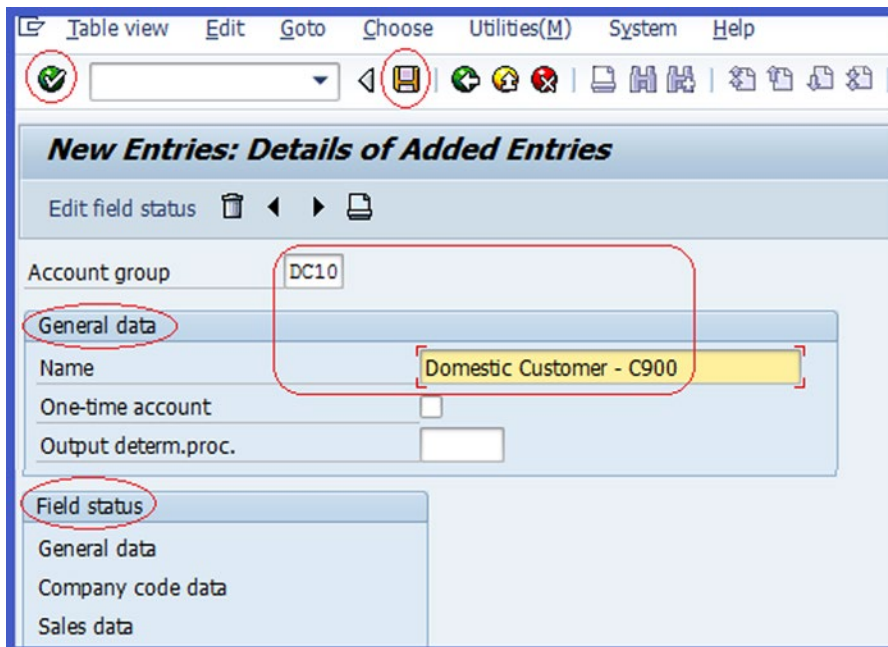 Table view Edit Goto Choose Utilities(M) System Help
New Entries: Details of Added Entries
Edit field status
Account group DC10
General data
Name Domestic Customer - C900
One-time account
Output determ.proc.
Field status
General data
Company code data
Sales data